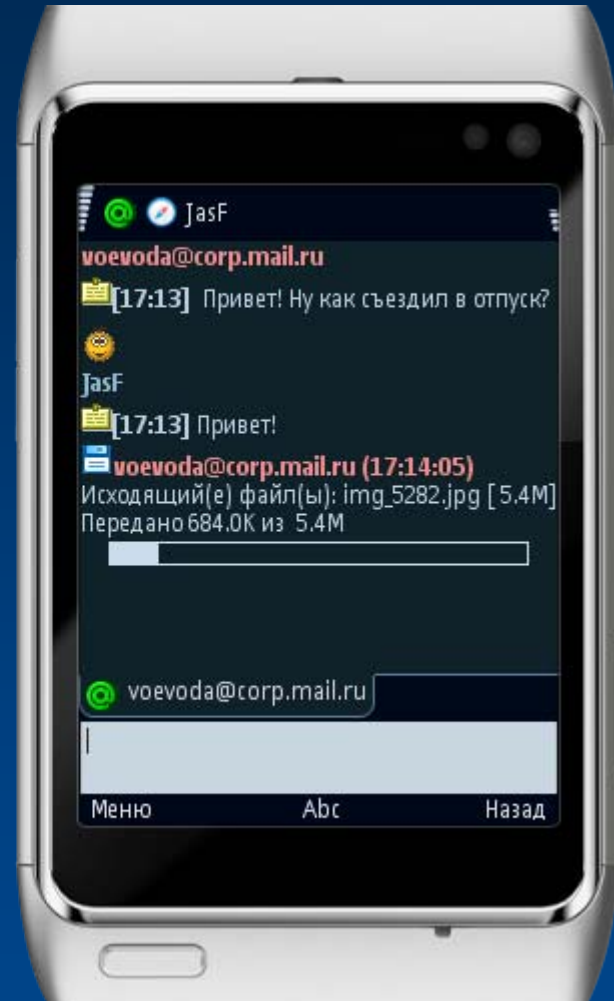 JasF
voevoda@corp.mail.ru
[17:13] Привет! Ну как съездил в отпуск?
JasF
[17:13] Привет!
voevoda@corp.mail.ru (17:14:05)
Исходящий(е) файл(ы): img_5282.jpg [5.4M]
Передано 684.0K из 5.4M
voevoda@corp.mail.ru
Меню Abc Назад